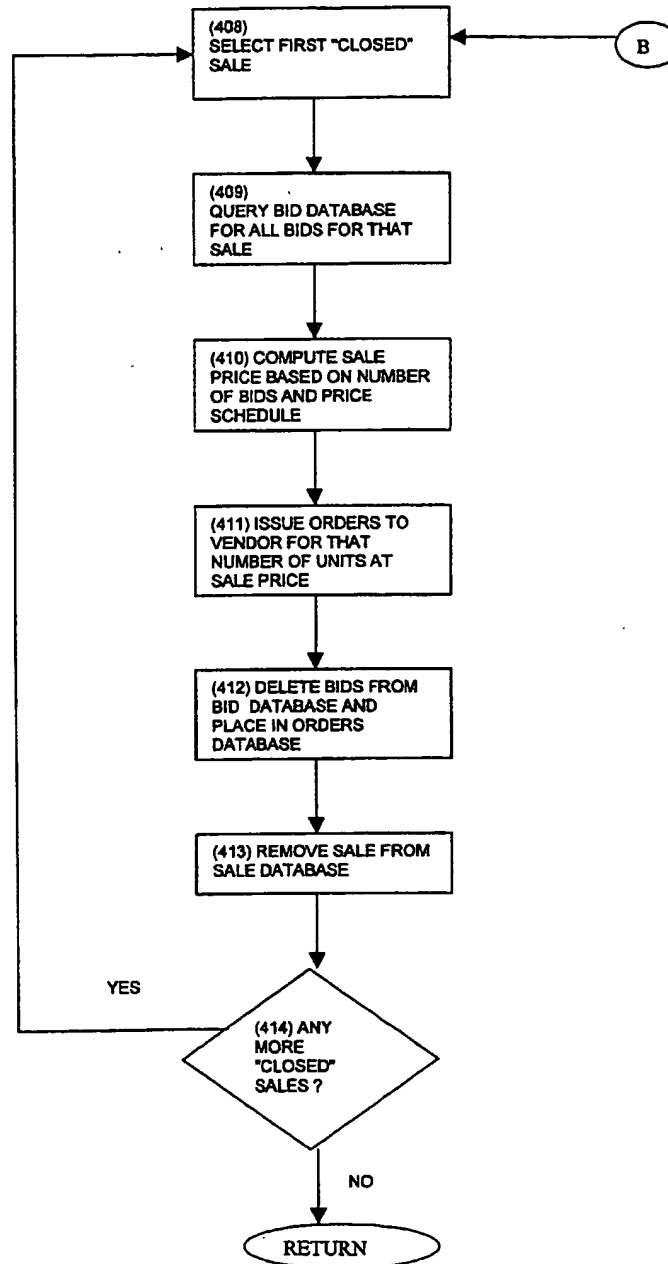 (408)
SELECT FIRST "CLOSED"
SALE
B
(409)
QUERY BID DATABASE
FOR ALL BIDS FOR THAT
SALE
(410) COMPUTE SALE
PRICE BASED ON NUMBER
OF BIDS AND PRICE
SCHEDULE
(411) ISSUE ORDERS TO
VENDOR FOR THAT
NUMBER OF UNITS AT
SALE PRICE
(412) DELETE BIDS FROM
BID DATABASE AND
PLACE IN ORDERS
DATABASE
(413) REMOVE SALE FROM
SALE DATABASE
YES
(414) ANY
MORE
"CLOSED"
SALES ?
NO
RETURN